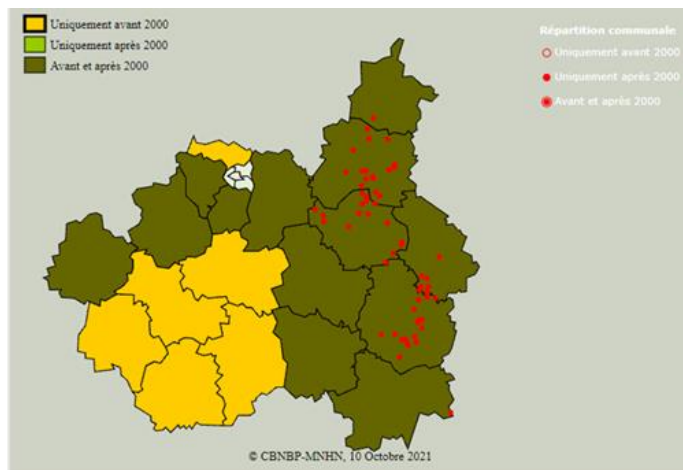 Uniquement avant 2000
Uniquement après 2000
Avant et après 2000
Répartition communale
Uniquement avant 2000
Uniquement après 2000
Avant et après 2000
© CBNBP-MNHN, 10 Octobre 2021